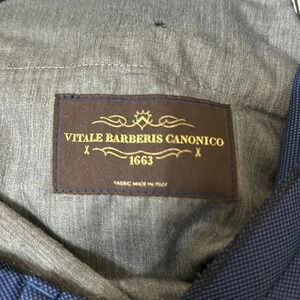 VITALE BARBERIS CANONICO
1663
FABRIC MADE IN ITALY